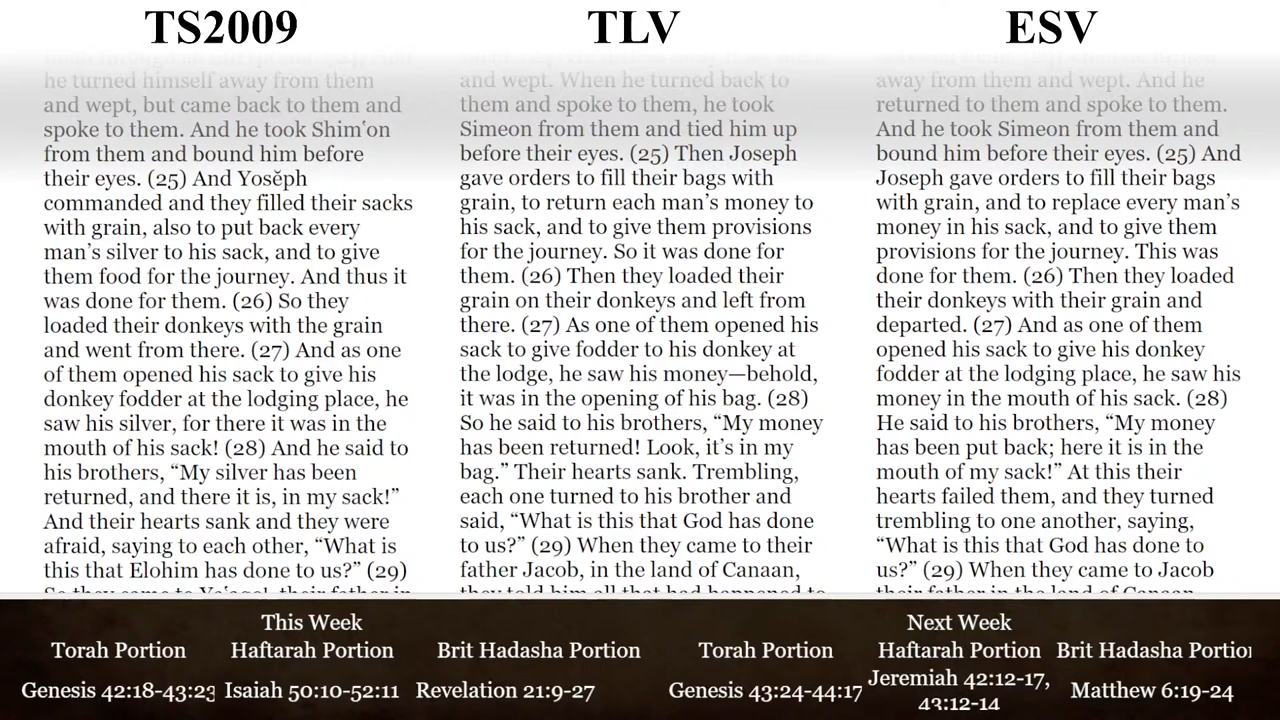 TS2009
he turned himself away from them
and wept, but came back to them and
spoke to them. And he took Shim‛on
from them and bound him before
their eyes. (25) And Yosĕph
commanded and they filled their sacks
with grain, also to put back every
man’s silver to his sack, and to give
them food for the journey. And thus it
was done for them. (26) So they
loaded their donkeys with the grain
and went from there. (27) And as one
of them opened his sack to give his
donkey fodder at the lodging place, he
saw his silver, for there it was in the
mouth of his sack! (28) And he said to
his brothers, “My silver has been
returned, and there it is, in my sack!”
And their hearts sank and they were
afraid, saying to each other, “What is
this that Elohim has done to us?” (29)
TLV
and wept. When he turned back to
them and spoke to them, he took
Simeon from them and tied him up
before their eyes. (25) Then Joseph
gave orders to fill their bags with
grain, to return each man’s money to
his sack, and to give them provisions
for the journey. So it was done for
them. (26) Then they loaded their
grain on their donkeys and left from
there. (27) As one of them opened his
sack to give fodder to his donkey at
the lodge, he saw his money—behold,
it was in the opening of his bag. (28)
So he said to his brothers, “My money
has been returned! Look, it’s in my
bag.” Their hearts sank. Trembling,
each one turned to his brother and
said, “What is this that God has done
to us?” (29) When they came to their
father Jacob, in the land of Canaan,
they told him all that had happened to
ESV
away from them and wept. And he
returned to them and spoke to them.
And he took Simeon from them and
bound him before their eyes. (25) And
Joseph gave orders to fill their bags
with grain, and to replace every man’s
money in his sack, and to give them
provisions for the journey. This was
done for them. (26) Then they loaded
their donkeys with their grain and
departed. (27) And as one of them
opened his sack to give his donkey
fodder at the lodging place, he saw his
money in the mouth of his sack. (28)
He said to his brothers, “My money
has been put back; here it is in the
mouth of my sack!” At this their
hearts failed them, and they turned
trembling to one another, saying,
“What is this that God has done to
us?” (29) When they came to Jacob
their father in the land of Canaan
This Week
Torah Portion Haftarah Portion Brit Hadasha Portion
Genesis 42:18-43:23 Isaiah 50:10-52:11 Revelation 21:9-27
Next Week
Torah Portion Haftarah Portion Brit Hadasha Portion
Genesis 43:24-44:17 Jeremiah 42:12-17, Matthew 6:19-24
43:12-14